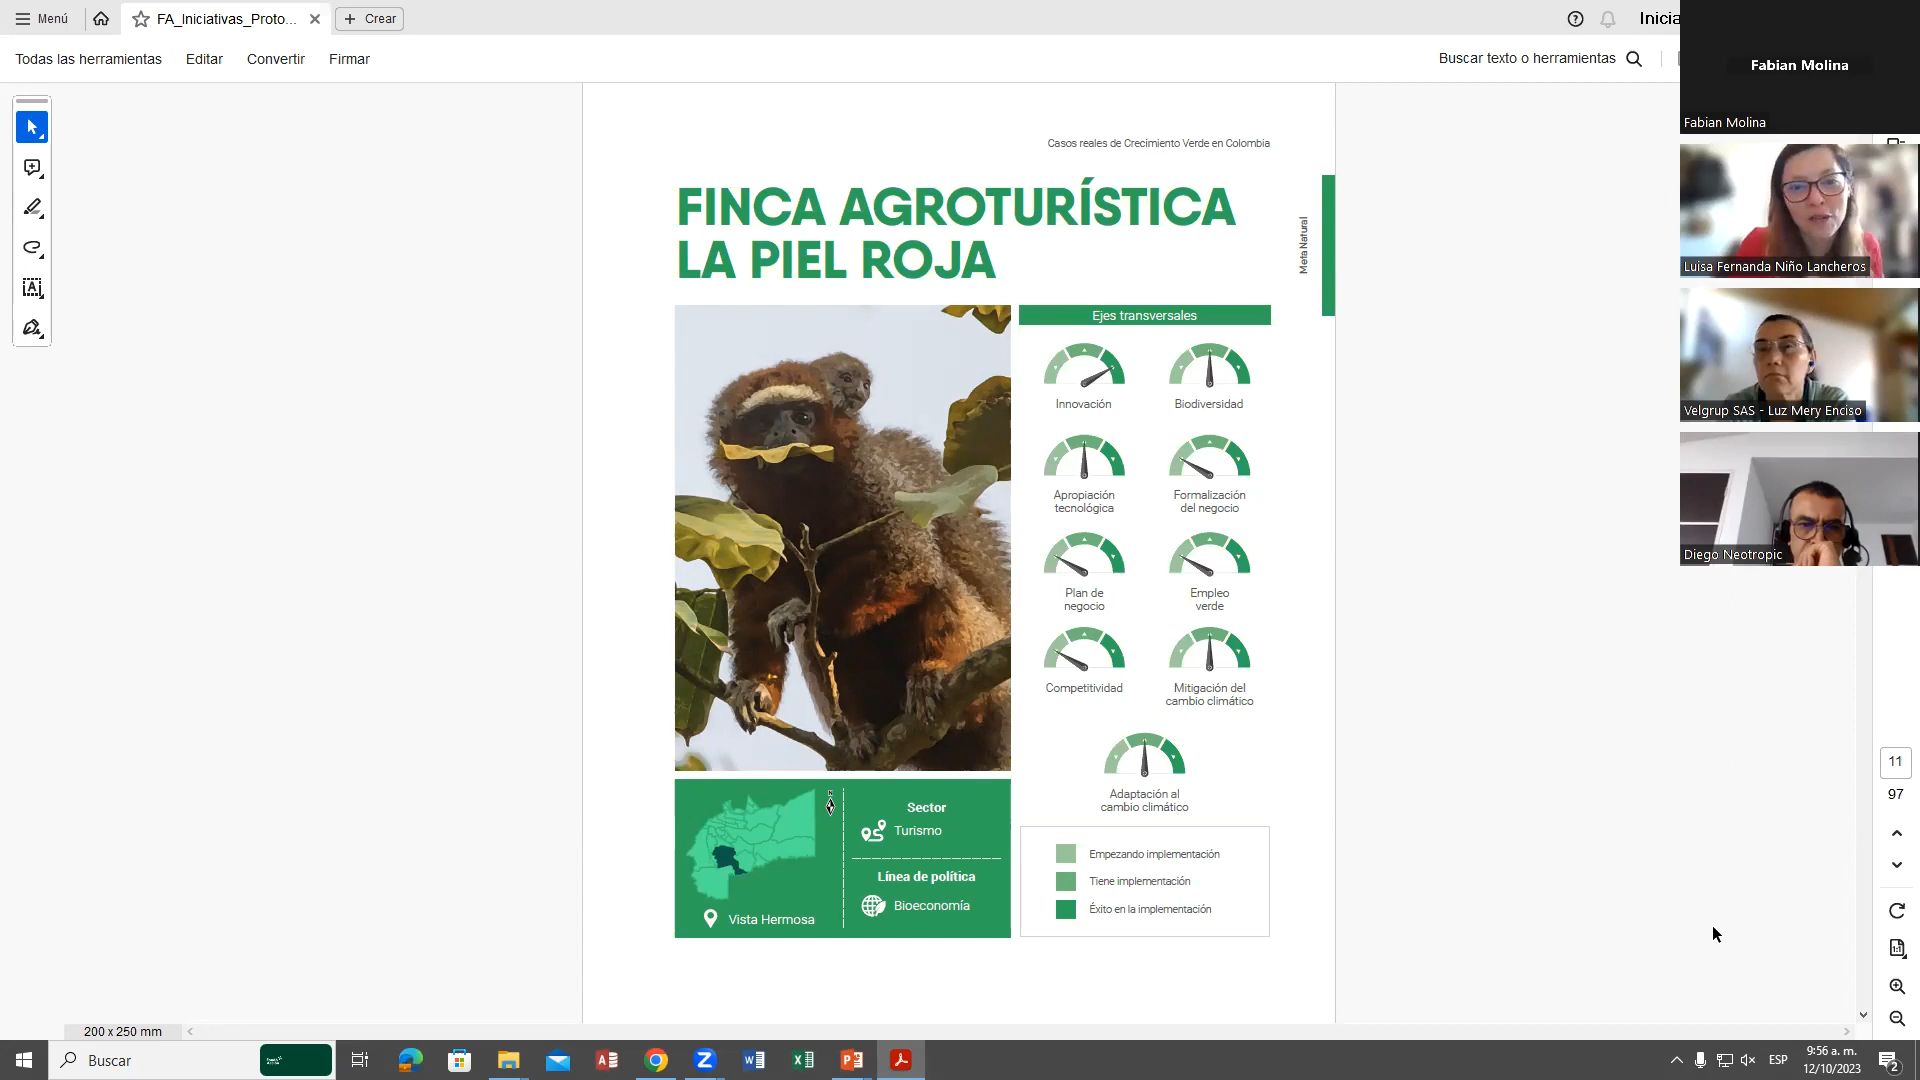 Menú
FA_Iniciativas_Proto...
Crear
Inicia
Todas las herramientas
Editar
Convertir
Firmar
Buscar texto o herramientas
Fabian Molina
Fabian Molina
Luisa Fernanda Niño Lancheros
Velgrup SAS - Luz Mery Enciso
Diego Neotropic
Casos reales de Crecimiento Verde en Colombia
FINCA AGROTURÍSTICA
LA PIEL ROJA
Meta Natural
Ejes transversales
Innovación
Biodiversidad
Apropiación
tecnológica
Formalización
del negocio
Plan de
negocio
Empleo
verde
Competitividad
Mitigación del
cambio climático
Adaptación al
cambio climático
N
Vista Hermosa
Sector
Turismo
Línea de política
Bioeconomía
Empezando implementación
Tiene implementación
Éxito en la implementación
11
97
200 x 250 mm
Buscar
ESP
9:56 a. m.
12/10/2023
2